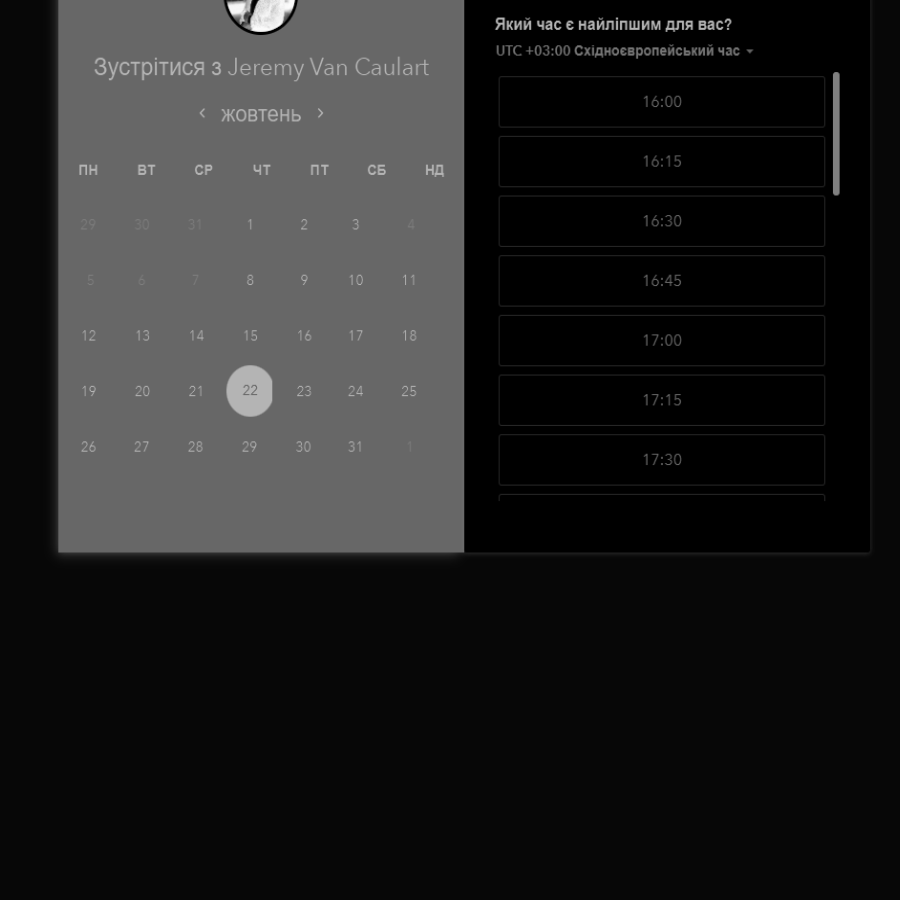 Зустрітися з Jeremy Van Caulart
жовтень
ПН ВТ СР ЧТ ПТ СБ НД
29 30 31 1 2 3 4
5 6 7 8 9 10 11
12 13 14 15 16 17 18
19 20 21 22 23 24 25
26 27 28 29 30 31 1
Який час є найліпшим для вас?
UTC +03:00 Східноєвропейський час
16:00
16:15
16:30
16:45
17:00
17:15
17:30